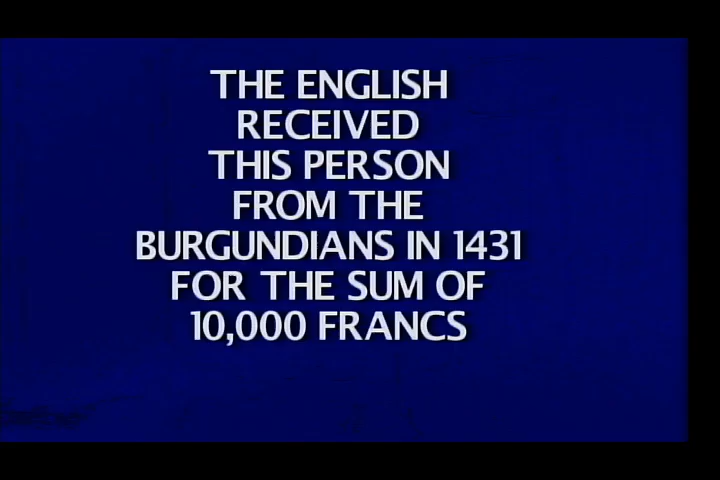 THE ENGLISH
RECEIVED
THIS PERSON
FROM THE
BURGUNDIANS IN 1431
FOR THE SUM OF
10,000 FRANCS